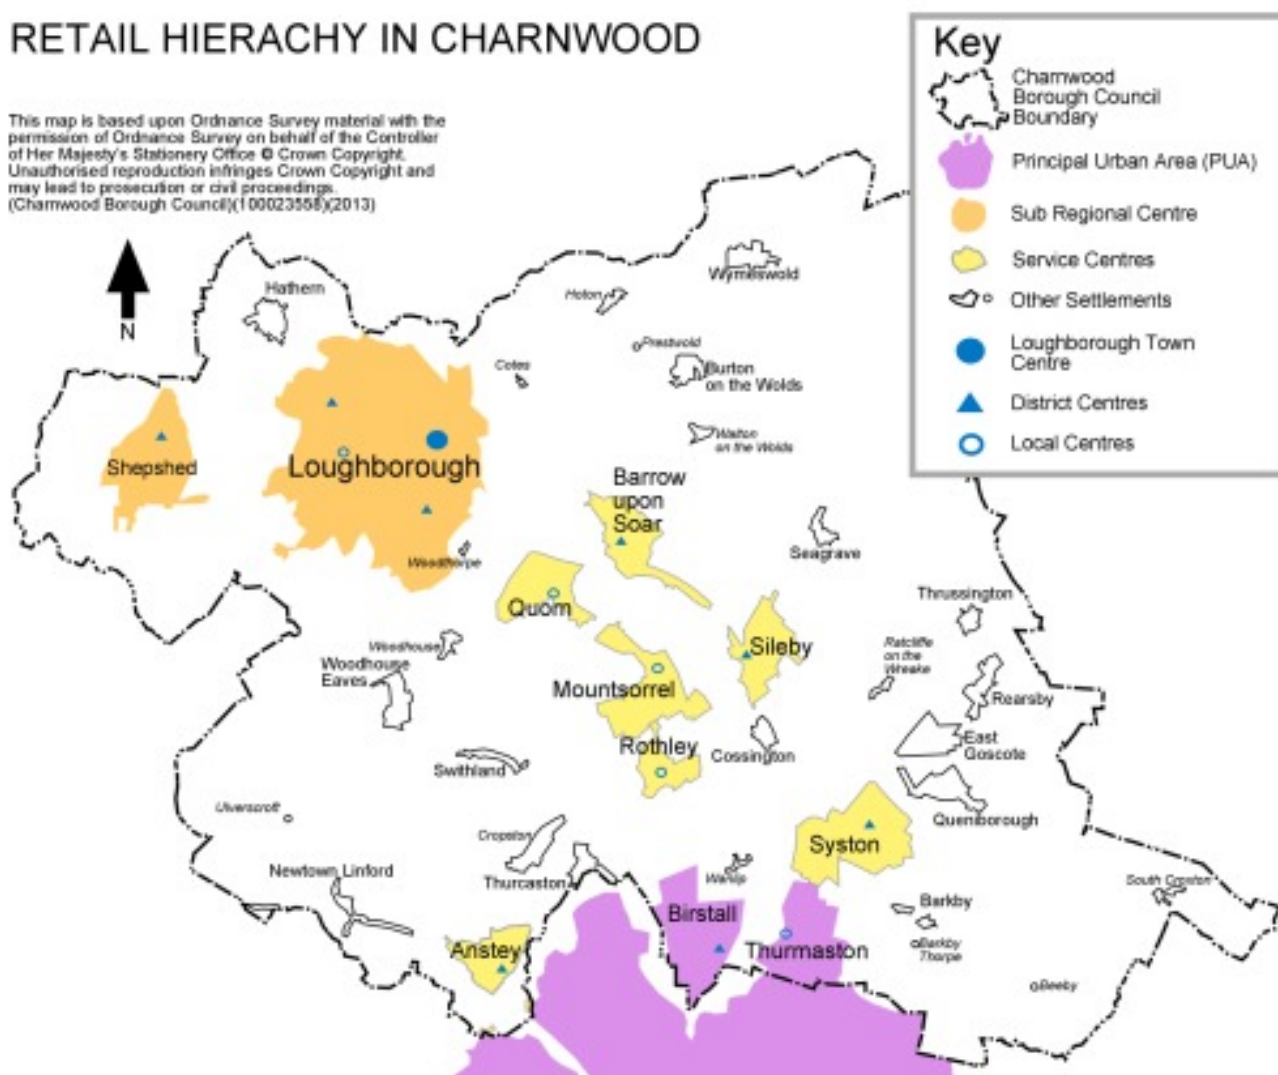 RETAIL HIERACHY IN CHARNWOOD
This map is based upon Ordnance Survey material with the
permission of Ordnance Survey on behalf of the Controller
of Her Majesty's Stationery Office © Crown Copyright.
Unauthorised reproduction infringes Crown Copyright and
may lead to prosecution or civil proceedings.
(Charnwood Borough Council)(100023558)(2013)
N
Key
Charnwood
Borough Council
Boundary
Principal Urban Area (PUA)
Sub Regional Centre
Service Centres
Other Settlements
Loughborough Town
Centre
District Centres
Local Centres
Wymeswold
Hathern
Hoton
Prestwold
Cotes
Burton
on the Wolds
Walton
on the Wolds
Shepshed
Loughborough
Barrow
upon
Soar
Seagrave
Woodthorpe
Thrussington
Quorn
Sileby
Ratcliffe
on the
Wreake
Woodhouse
Woodhouse
Eaves
Mountsorrel
Rearsby
Rothley
Cossington
East
Goscote
Swithland
Ulverscroft
Queniborough
Cropston
Syston
Newtown Linford
Thurcaston
Wanlip
South Croxton
Barkby
Birstall
Anstey
Thurmaston
Barkby
Thorpe
Beeby